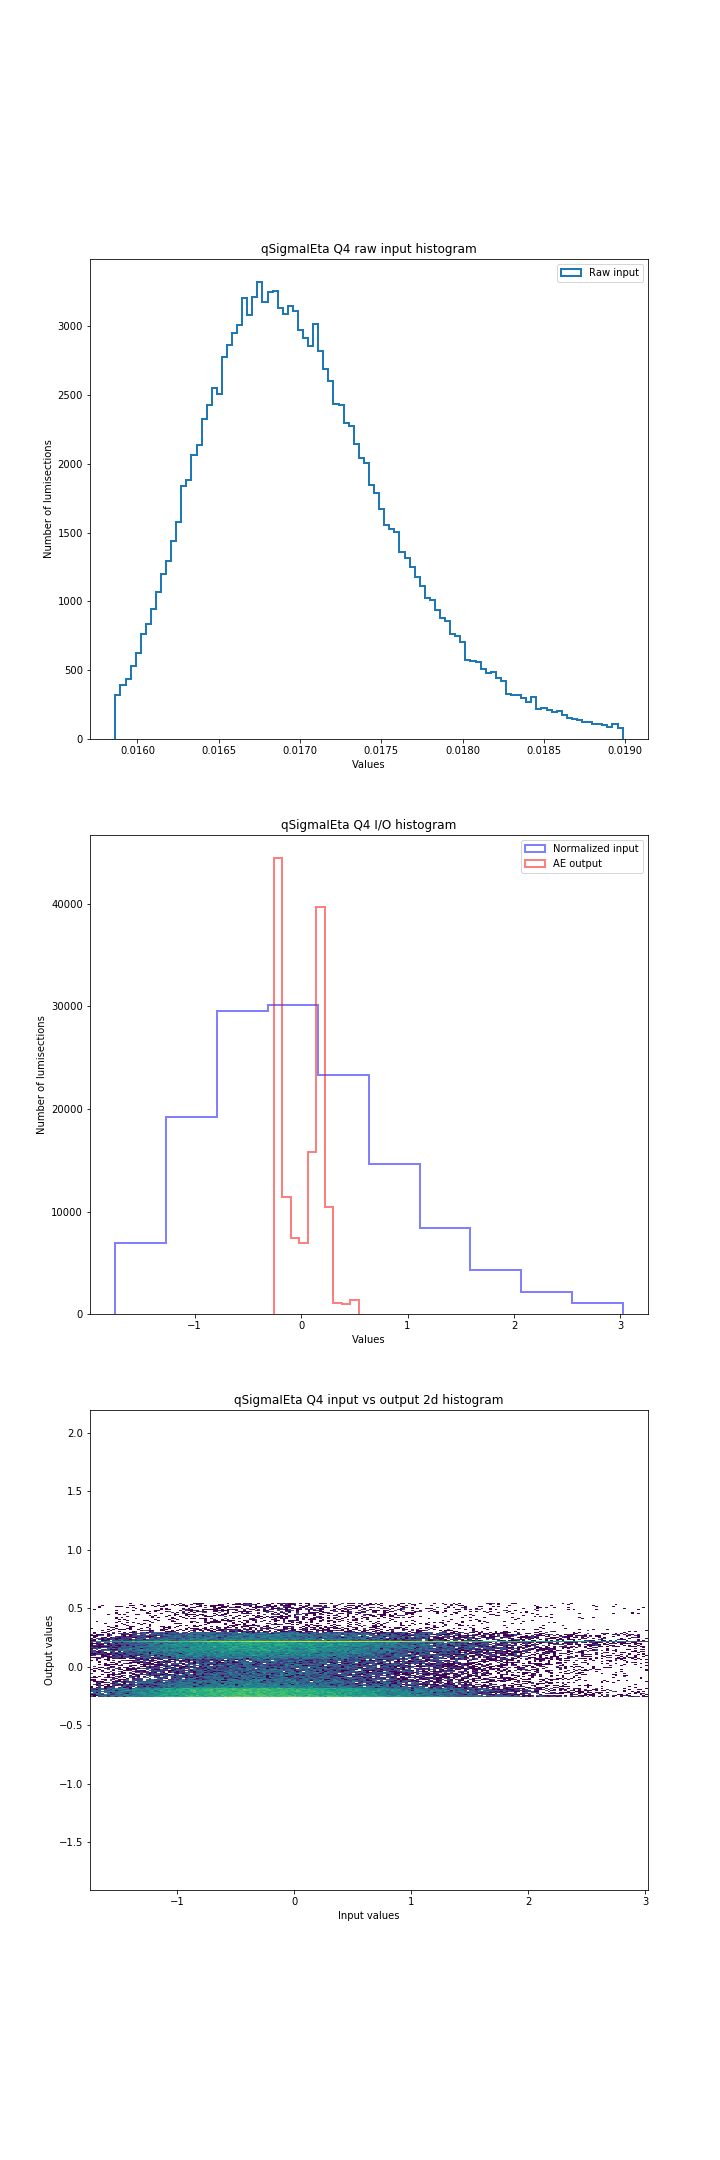 qSigmaIEta Q4 raw input histogram
Raw input
3000
2500
2000
1500
1000
500
0
Number of lumisections
0.0160 0.0165 0.0170 0.0175 0.0180 0.0185 0.0190
Values
qSigmaIEta Q4 I/O histogram
Normalized input
AE output
40000
30000
20000
10000
0
Number of lumisections
−1 0 1 2 3
Values
qSigmaIEta Q4 input vs output 2d histogram
2.0
1.5
1.0
0.5
0.0
−0.5
−1.0
−1.5
Output values
−1 0 1 2 3
Input values